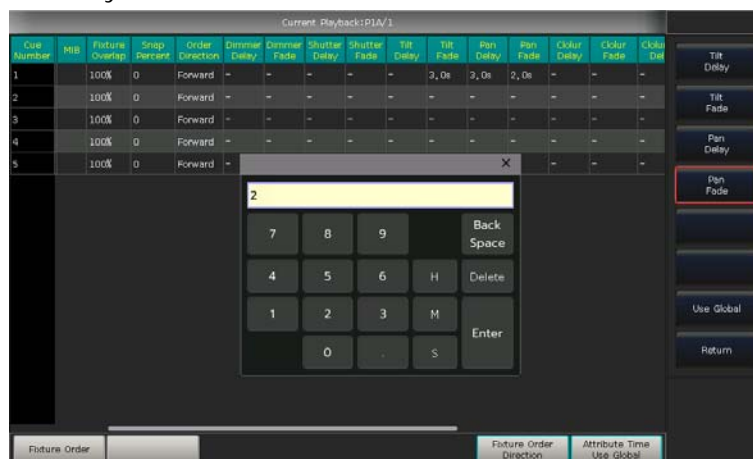 Current Playback:P1A/1
Cue Number MIB Fixture Overlap Snap Percent Order Direction Dimmer Delay Dimmer Fade Shutter Delay Shutter Fade Tilt Delay Tilt Fade Pan Delay Pan Fade Clolur Delay Clolur Fade Clolu Del
1 100% 0 Forward - - - - - 3.0s 3.0s 2.0s - - -
2 100% 0 Forward - - - - - - - - - - -
3 100% 0 Forward - - - - - - - - - - -
4 100% 0 Forward - - - - - - - - - - -
5 100% 0 Forward - - - -
X
2
7 8 9 Back Space
4 5 6 H Delete
1 2 3 M Enter
0 . S
Tilt Delay
Tilt Fade
Pan Delay
Pan Fade
Use Global
Return
Fixture Order
Fixture Order Direction
Attribute Time Use Global